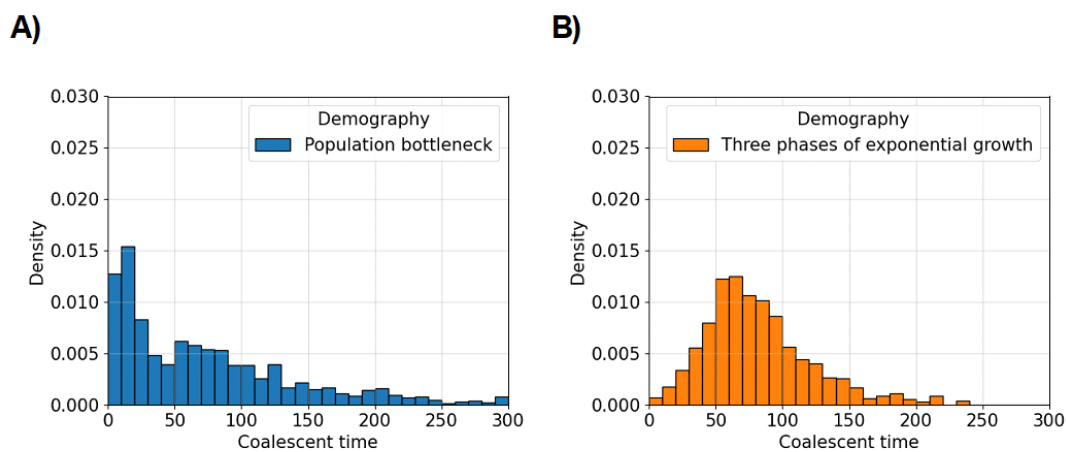 A)
B)
0.030
0.025
0.020
0.015
0.010
0.005
0.000
Density
Demography
Population bottleneck
0 50 100 150 200 250 300
Coalescent time
0.030
0.025
0.020
0.015
0.010
0.005
0.000
Density
Demography
Three phases of exponential growth
0 50 100 150 200 250 300
Coalescent time